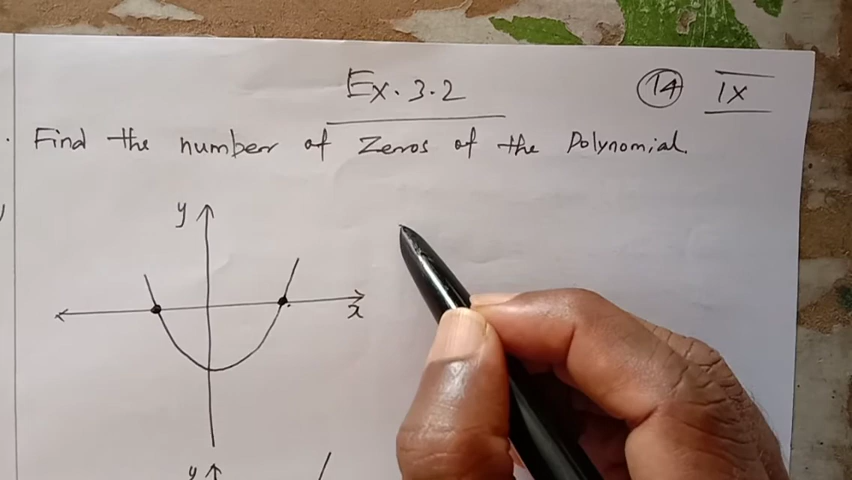 Ex. 3.2
14 IX
Find the number of Zeros of the Polynomial.
y
x
y